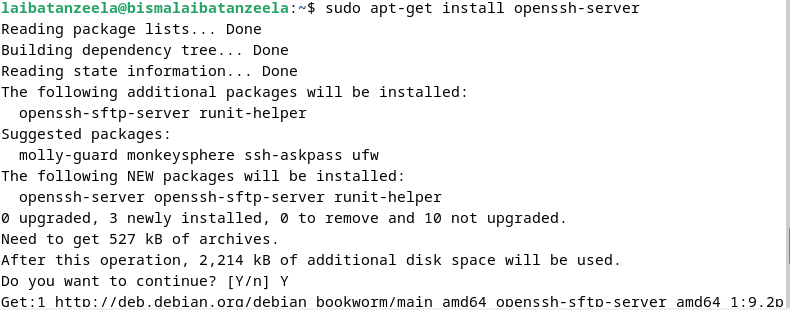 laibatanzeela@bismalaibatanzeela:~$ sudo apt-get install openssh-server
Reading package lists... Done
Building dependency tree... Done
Reading state information... Done
The following additional packages will be installed:
  openssh-sftp-server runit-helper
Suggested packages:
  molly-guard monkeysphere ssh-askpass ufw
The following NEW packages will be installed:
  openssh-server openssh-sftp-server runit-helper
0 upgraded, 3 newly installed, 0 to remove and 10 not upgraded.
Need to get 527 kB of archives.
After this operation, 2,214 kB of additional disk space will be used.
Do you want to continue? [Y/n] Y
Get:1 http://deb.debian.org/debian bookworm/main amd64 openssh-sftp-server amd64 1:9.2p